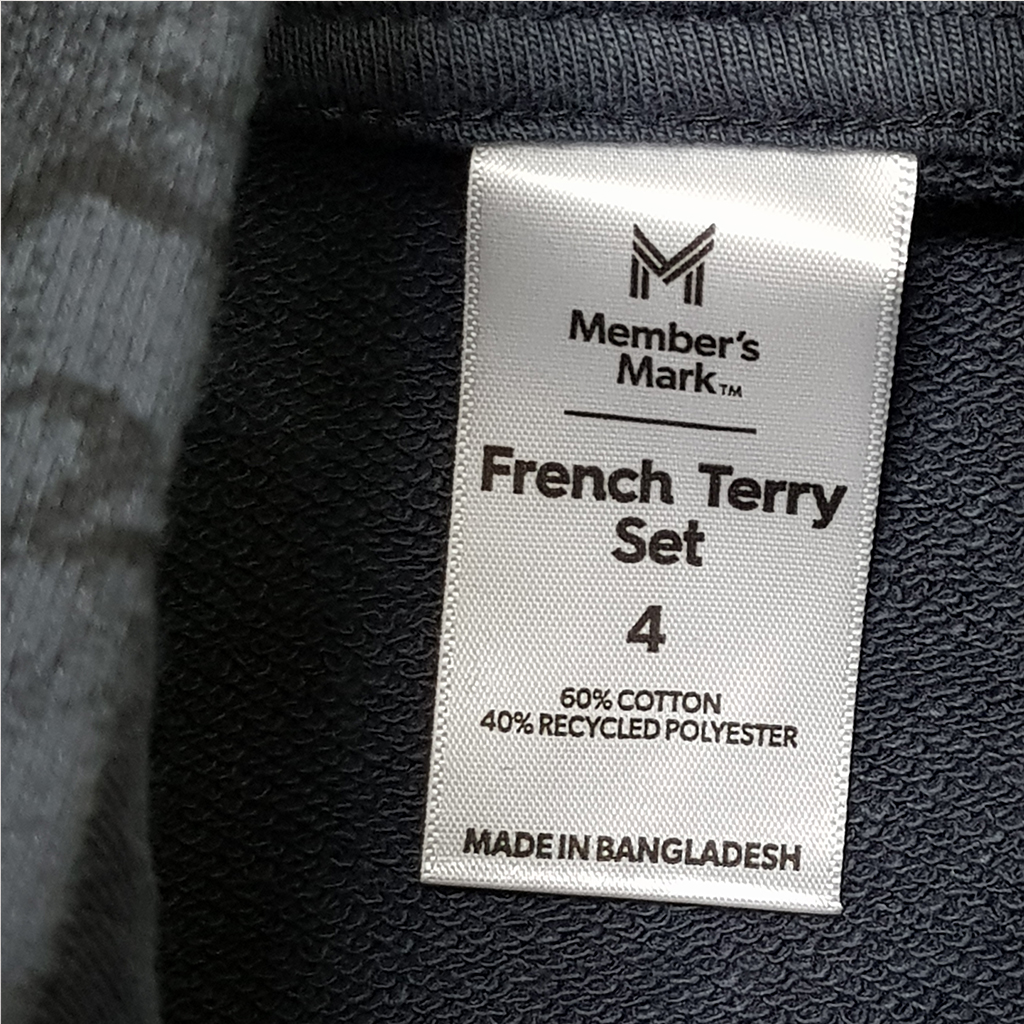 Member's
Mark™
French Terry
Set
4
60% COTTON
40% RECYCLED POLYESTER
MADE IN BANGLADESH